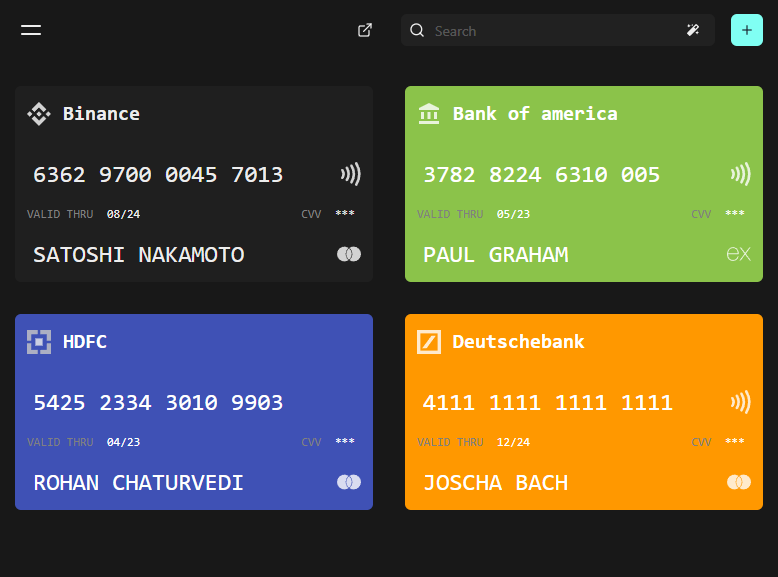 Search
Binance
6362 9700 0045 7013
VALID THRU 08/24 CVV ***
SATOSHI NAKAMOTO
Bank of america
3782 8224 6310 005
VALID THRU 05/23 CVV ***
PAUL GRAHAM
ex
HDFC
5425 2334 3010 9903
VALID THRU 04/23 CVV ***
ROHAN CHATURVEDI
Deutschebank
4111 1111 1111 1111
VALID THRU 12/24 CVV ***
JOSCHA BACH